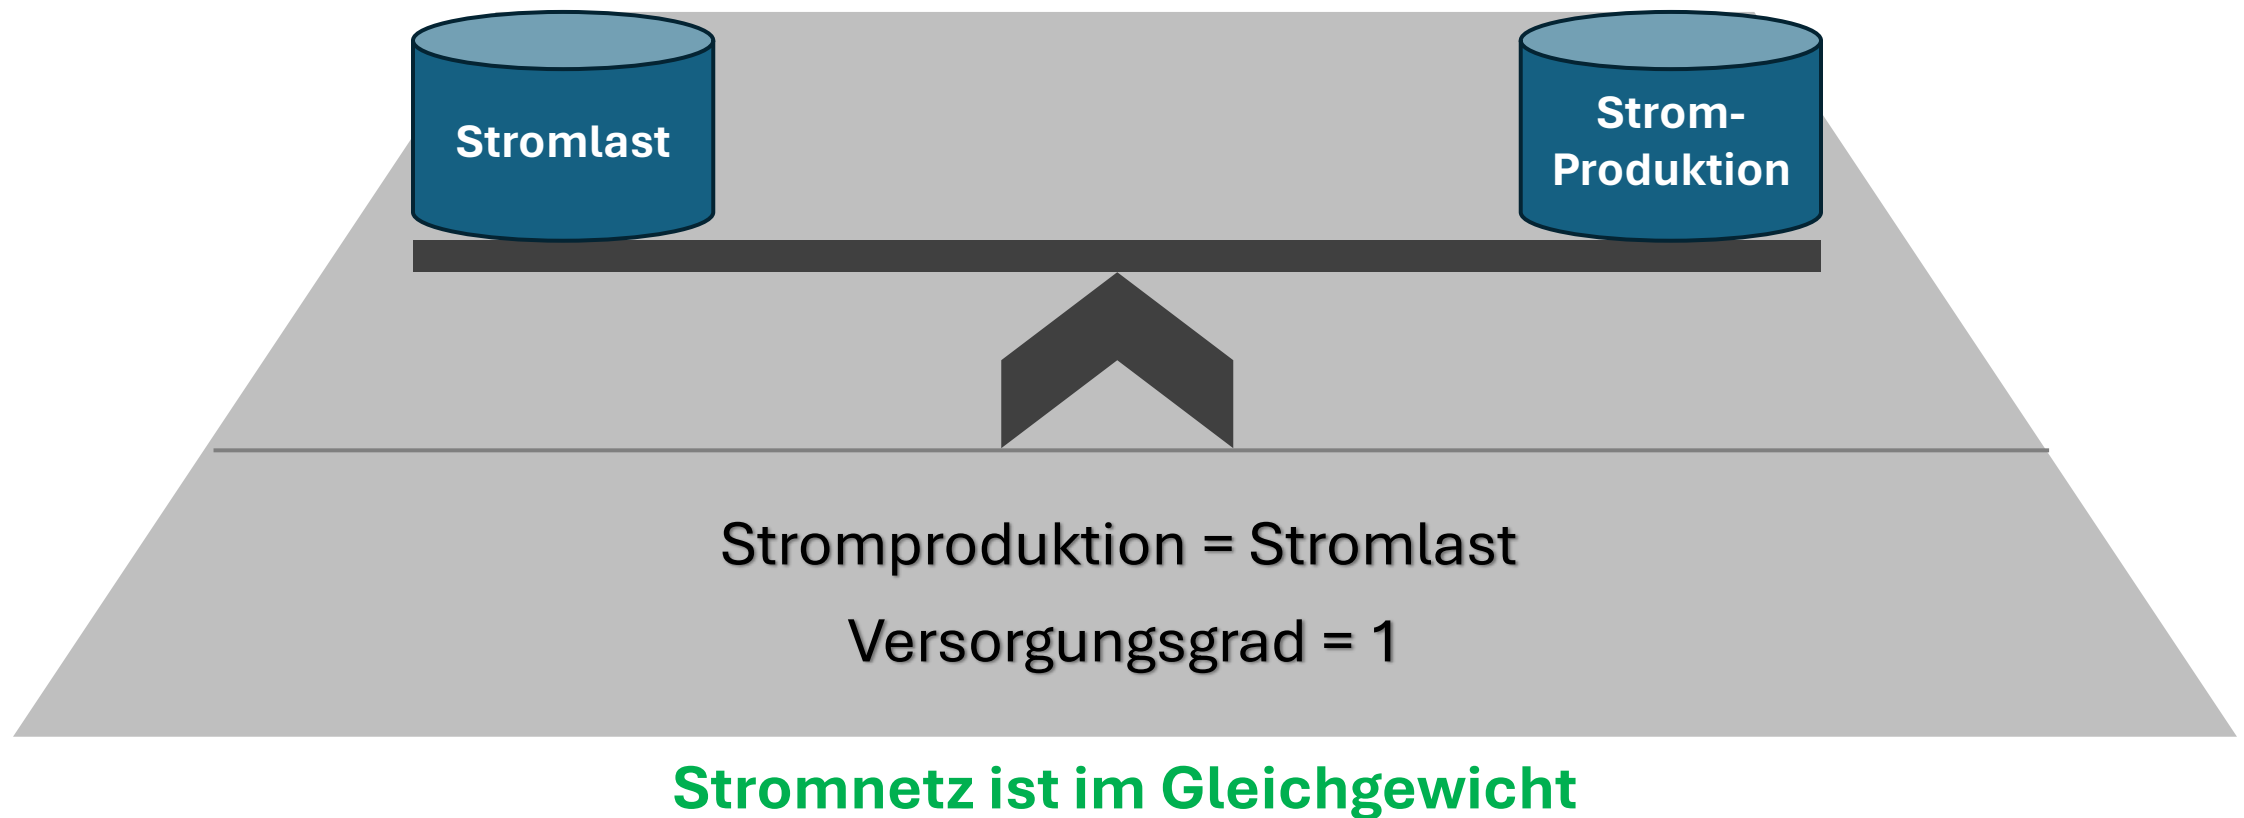 Stromlast
Strom-
Produktion
Stromproduktion = Stromlast
Versorgungsgrad = 1
Stromnetz ist im Gleichgewicht